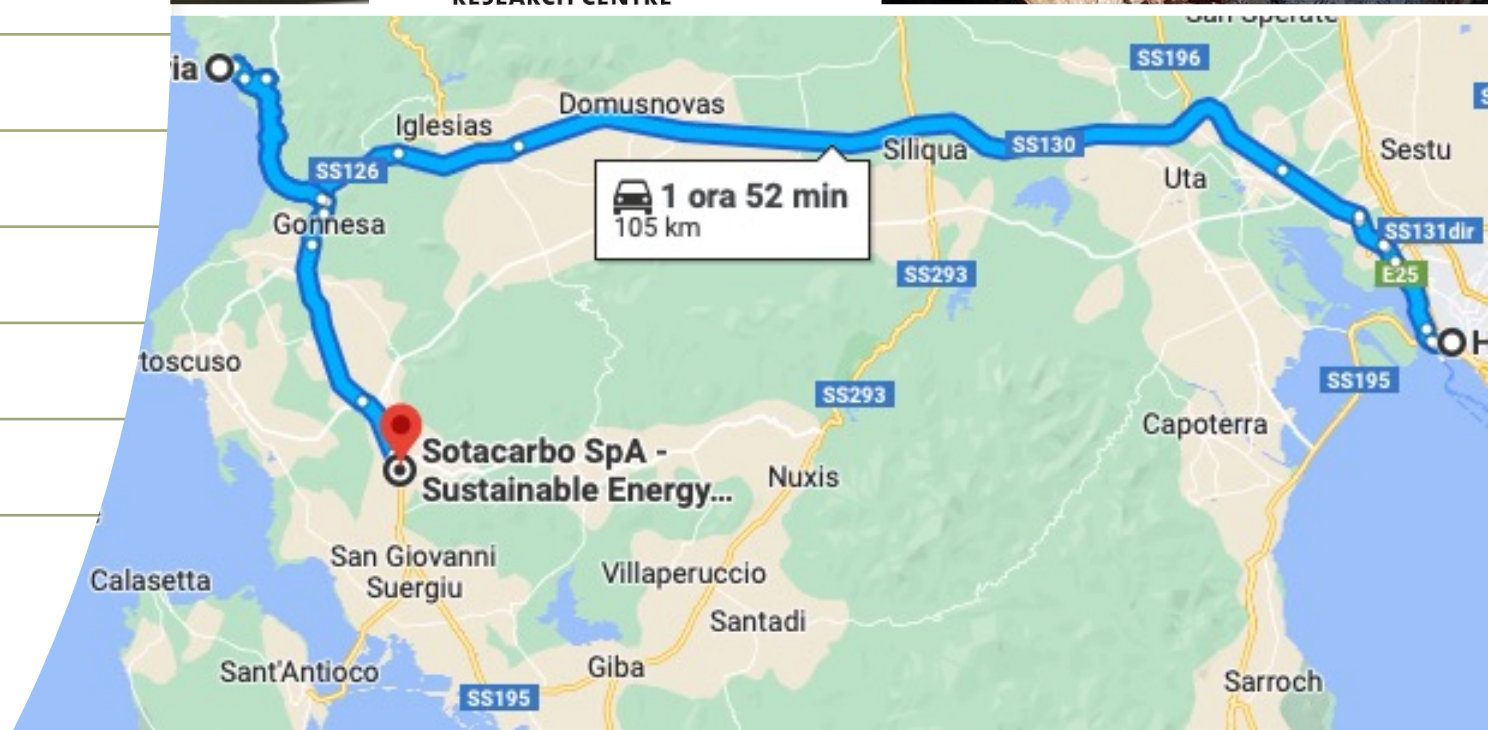 RESEARCH CENTRE
San Sperate
SS196
ia
Domusnovas
Iglesias
SS130
Siliqua
Sestu
SS126
Uta
1 ora 52 min
105 km
Gonnesa
SS131dir
SS293
E25
H
toscuso
SS195
SS293
Capoterra
Sotacarbo SpA -
Sustainable Energy...
Nuxis
San Giovanni
Suergiu
Calasetta
Villaperuccio
Santadi
Sant'Antioco
Giba
Sarroch
SS195